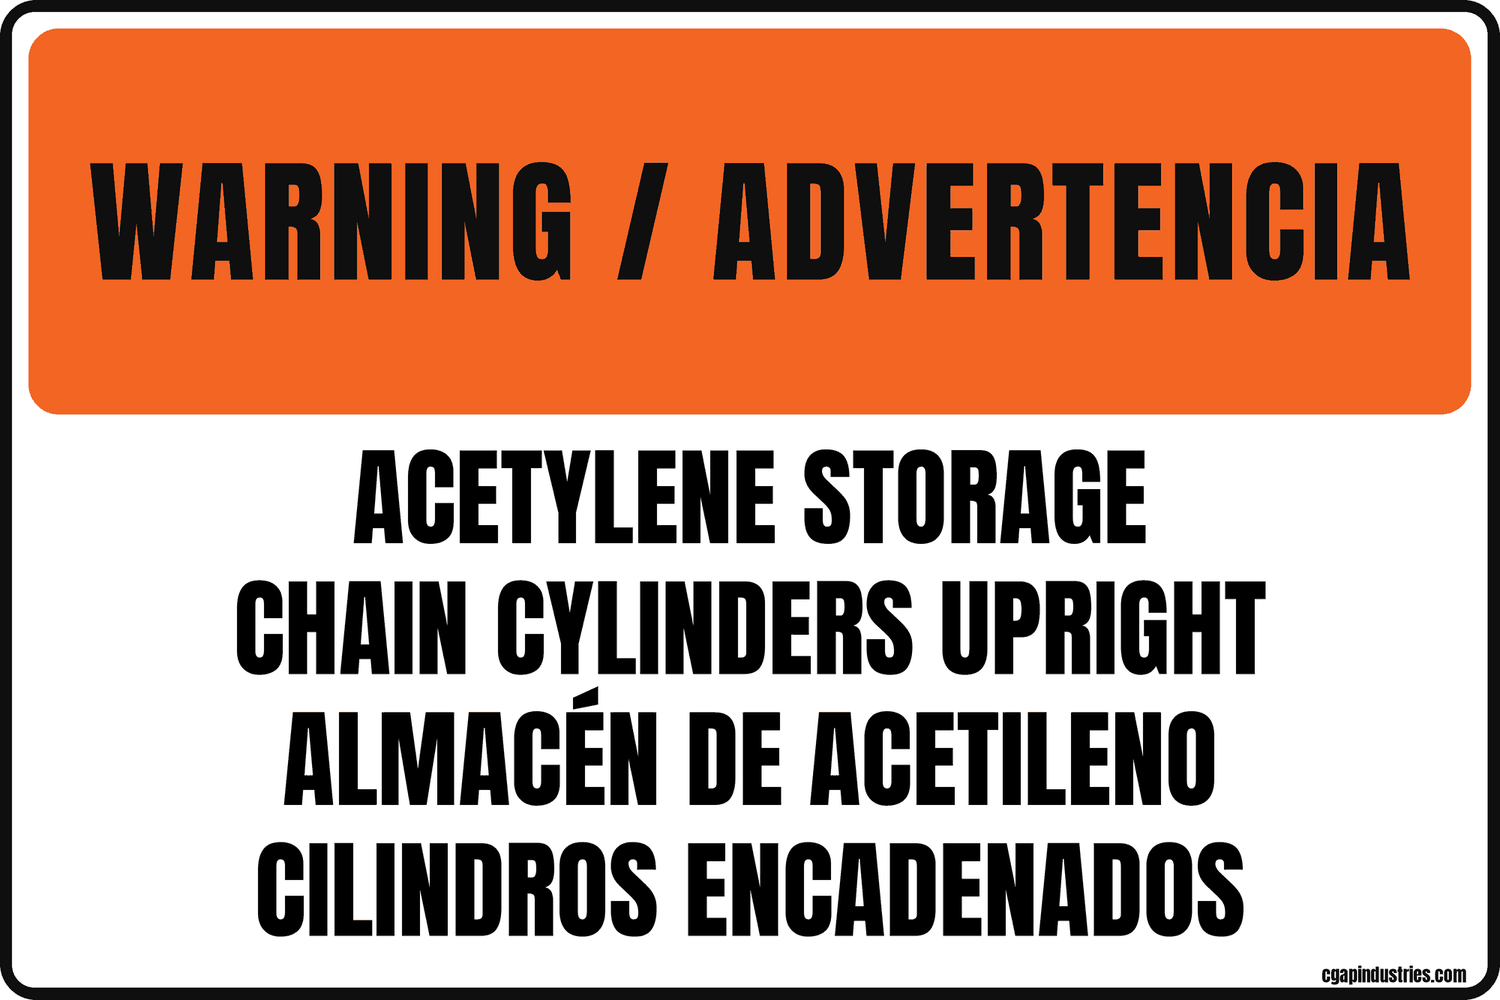 WARNING / ADVERTENCIA
ACETYLENE STORAGE
CHAIN CYLINDERS UPRIGHT
ALMACÉN DE ACETILENO
CILINDROS ENCADENADOS
cgapindustries.com